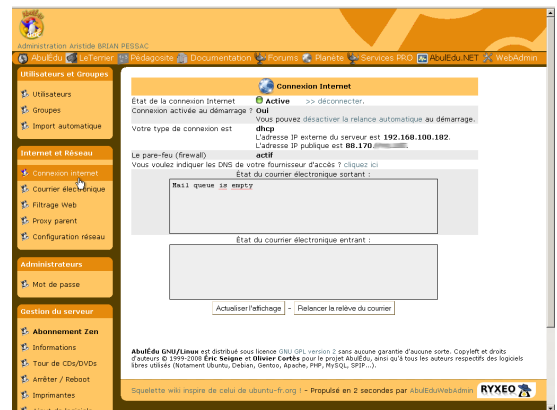 Administration Aristide BRIAN PESSAC
AbulEdu LeTerrier Pédagosite Documentation Forums Planète Services PRO AbulEdu.NET WebAdmin
Utilisateurs et Groupes
Utilisateurs
Groupes
Import automatique
Internet et Réseau
Connexion internet
Courrier électronique
Filtrage Web
Proxy parent
Configuration réseau
Administrateurs
Mot de passe
Gestion du serveur
Abonnement Zen
Informations
Tour de CDs/DVDs
Arrêter / Reboot
Imprimantes
Connexion Internet
État de la connexion Internet Active >> déconnecter.
Connexion activée au démarrage ? Oui
Vous pouvez désactiver la relance automatique au démarrage.
Votre type de connexion est dhcp
L'adresse IP externe du serveur est 192.168.100.182.
L'adresse IP publique est 88.170
Le pare-feu (firewall) actif
Vous voulez indiquer les DNS de votre fournisseur d'accès ? cliquez ici
État du courrier électronique sortant :
Mail queue is empty
État du courrier électronique entrant :
Actualiser l'affichage - Relancer la relève du courrier
AbulÉdu GNU/Linux est distribué sous licence GNU GPL version 2 sans aucune garantie d'aucune sorte. Copyleft et droits
d'auteurs © 1999-2008 Éric Seigne et Olivier Cortès pour le projet AbulÉdu, ainsi qu'à tous les auteurs respectifs des logiciels
libres utilisés (Notament Ubuntu, Debian, Gentoo, Apache, PHP, MySQL, SPIP...).
Squelette wiki inspire de celui de ubuntu-fr.org ! - Propulsé en 2 secondes par AbulEduWebAdmin
RYXEO